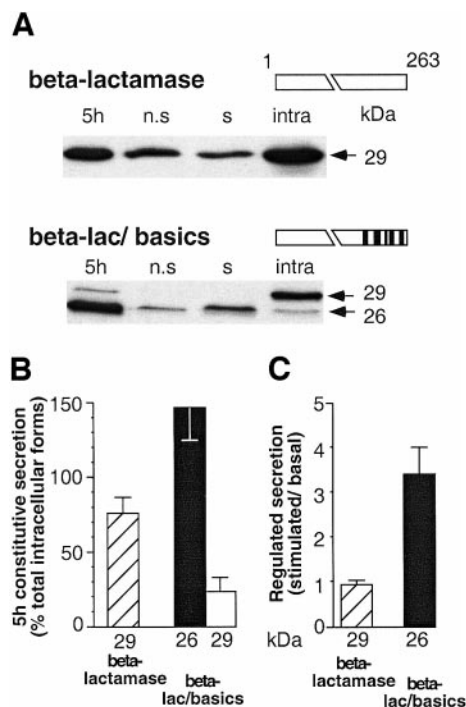 A
beta-lactamase
1 263
5h n.s s intra kDa
29
beta-lac/ basics
5h n.s s intra
29
26
B
5h constitutive secretion
(% total intracellular forms)
150
100
50
0
29 26 29
beta-
lactamase
beta-
lac/basics
C
Regulated secretion
(stimulated/ basal)
5
4
3
2
1
0
kDa 29 26
beta-
lactamase
beta-
lac/basics